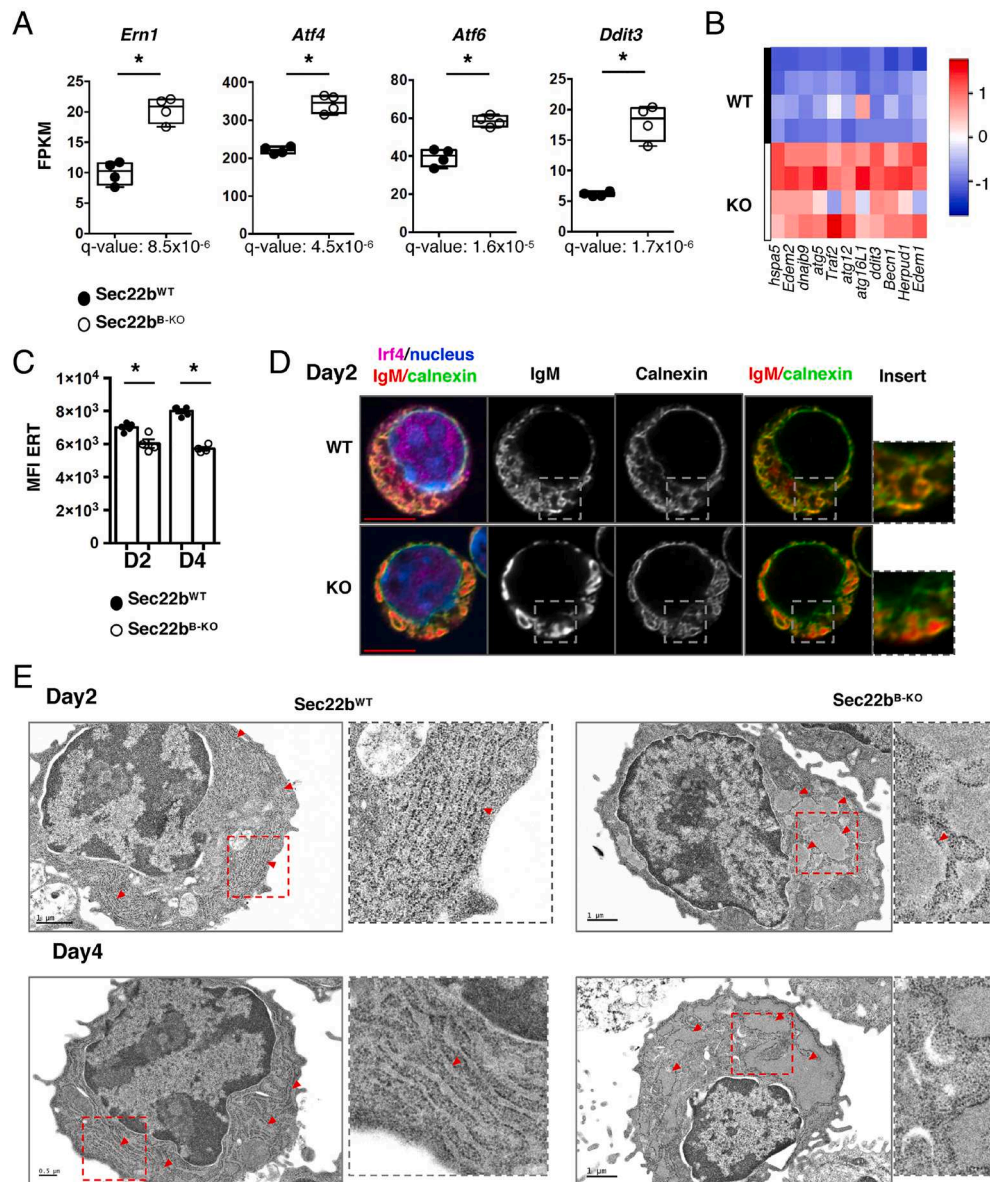 A
Ern1
Atf4
Atf6
Ddit3
*
*
*
*
FPKM
25
20
15
10
5
0
400
300
200
100
0
80
60
40
20
0
25
20
15
10
5
0
q-value: 8.5x10-6
q-value: 4.5x10-6
q-value: 1.6x10-5
q-value: 1.7x10-6
Sec22bWT
Sec22bB-KO
B
WT
KO
1
0
-1
hspa5
Edem2
dnajb9
atg5
Traf2
atg12
atg16L1
ddit3
Becn1
Herpud1
Edem1
C
*
*
MFI ERT
1×10⁴
8×10³
6×10³
4×10³
2×10³
0
D2
D4
Sec22bWT
Sec22bB-KO
D
Day2
Irf4/nucleus
IgM/calnexin
IgM
Calnexin
IgM/calnexin
Insert
WT
KO
E
Day2
Sec22bWT
Sec22bB-KO
1 µm
1 µm
Day4
0.5 µm
1 µm